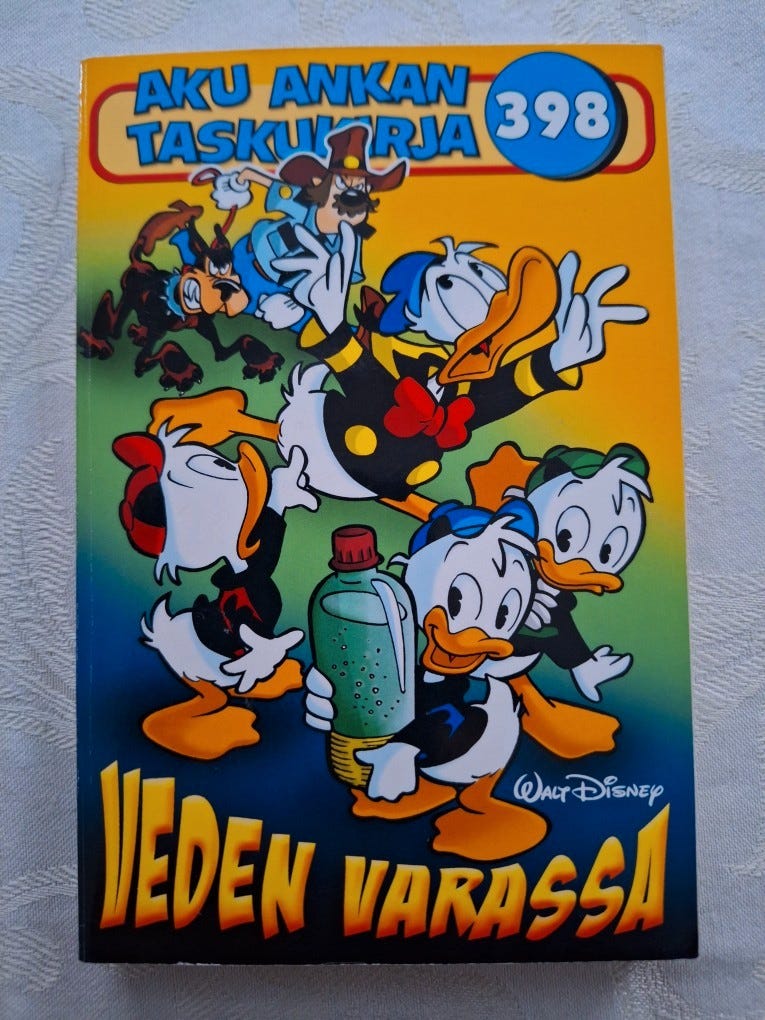 AKU ANKAN
TASKUKIRJA
398
WALT DISNEY
VEDEN VARASSA